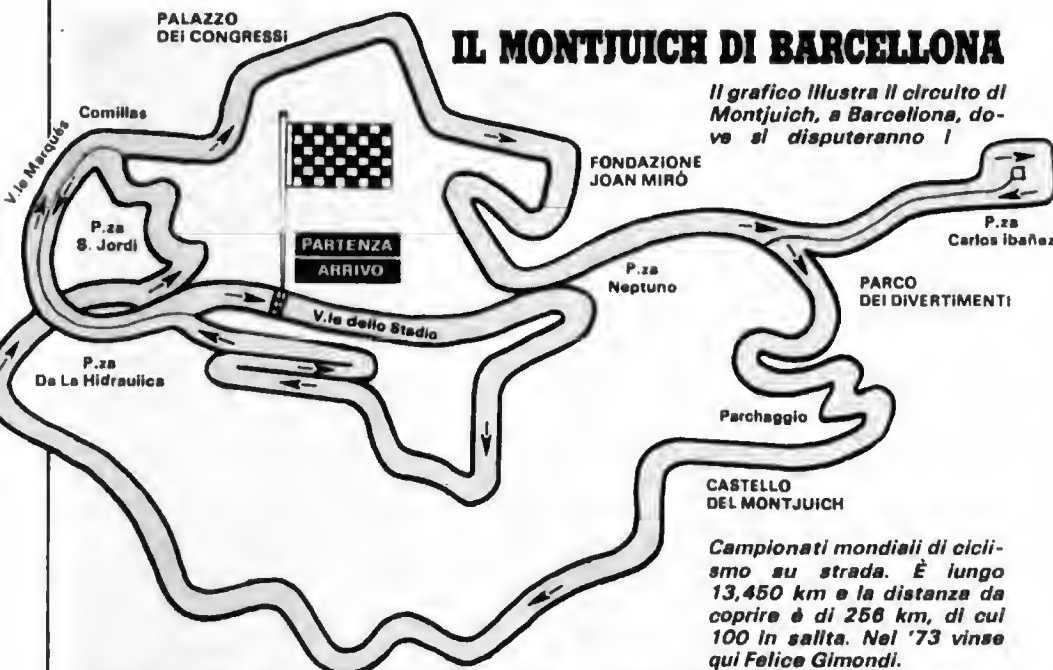 PALAZZO
DEI CONGRESSI
IL MONTJUICH DI BARCELLONA
Il grafico illustra il circuito di
Montjuich, a Barcellona, do-
ve si disputeranno i
Comillas
V.le Marquès
FONDAZIONE
JOAN MIRÒ
P.za
S. Jordi
PARTENZA
ARRIVO
P.za
Carlos Ibañez
P.za
Neptuno
PARCO
DEI DIVERTIMENTI
V.le dello Stadio
P.za
Da La Hidraulica
Parchaggio
CASTELLO
DEL MONTJUICH
Campionati mondiali di cicli-
smo su strada. È lungo
13,450 km e la distanza da
coprire è di 256 km, di cui
100 in salita. Nel '73 vinse
qui Felice Gimondi.